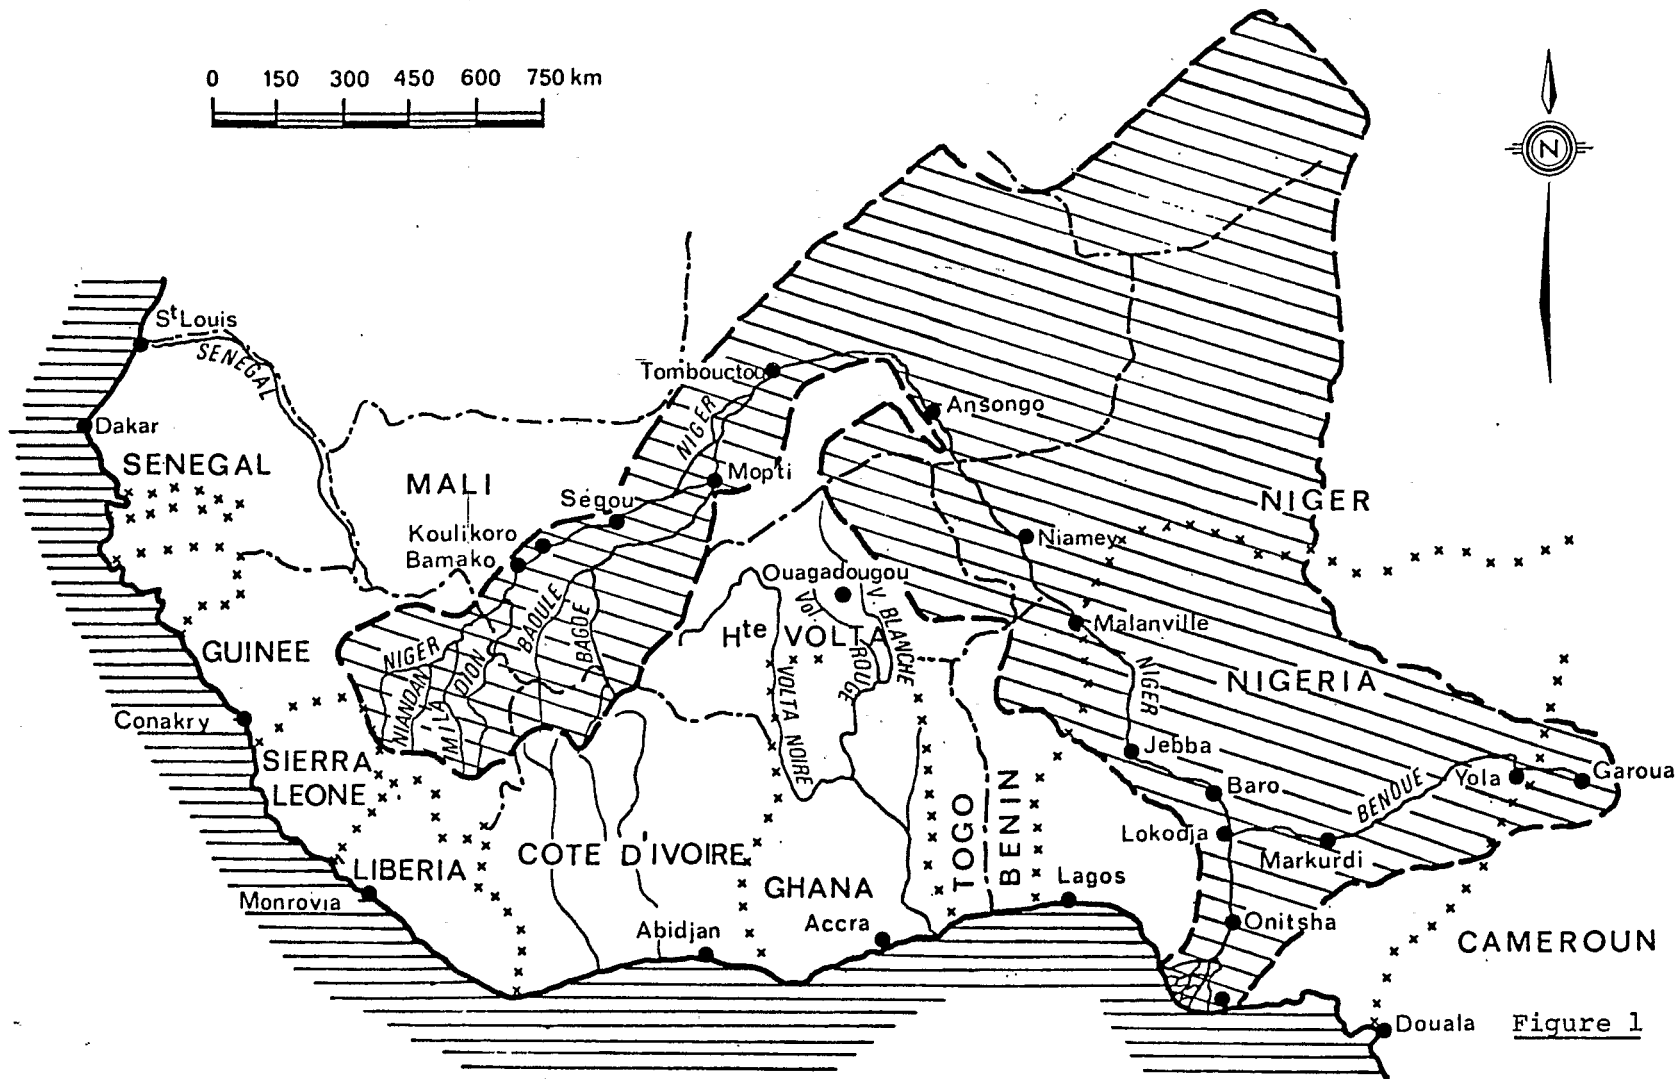 0 150 300 450 600 750 km
N
St Louis
SENEGAL
Tombouctou
Ansongo
Dakar
NIGER
SENEGAL
MALI
Mopti
Ségou
NIGER
Koulikoro
Niamey
Bamako
Ouagadougou
BAOULE
BAGOE
Vol. ROUGE
V. BLANCHE
Malanville
Hte VOLTA
GUINEE
NIGER
DION
NIANDAN
MILA
NIGER
NIGERIA
VOLTA NOIRE
Conakry
Jebba
SIERRA
LEONE
Yola
Garoua
BENOUE
Baro
TOGO
BENIN
Lokodja
Markurdi
COTE D'IVOIRE
LIBERIA
GHANA
Lagos
Monrovia
Accra
Onitsha
Abidjan
CAMEROUN
Douala
Figure 1